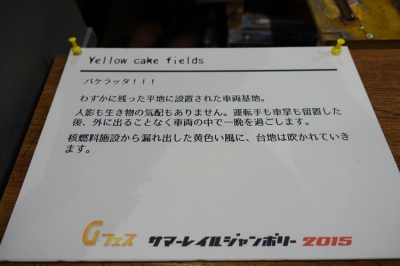 Yellow cake fields
バケラッタ！！！
わずかに残った平地に設置された車両基地。
人影も生き物の気配もありません。運転手も車掌も留置した
後、外に出ることなく車両の中で一晩を過ごします。
核燃料施設から漏れ出した黄色い風に、台地は吹かれていき
ます。
Gフェス サマーレイルジャンボリー 2015